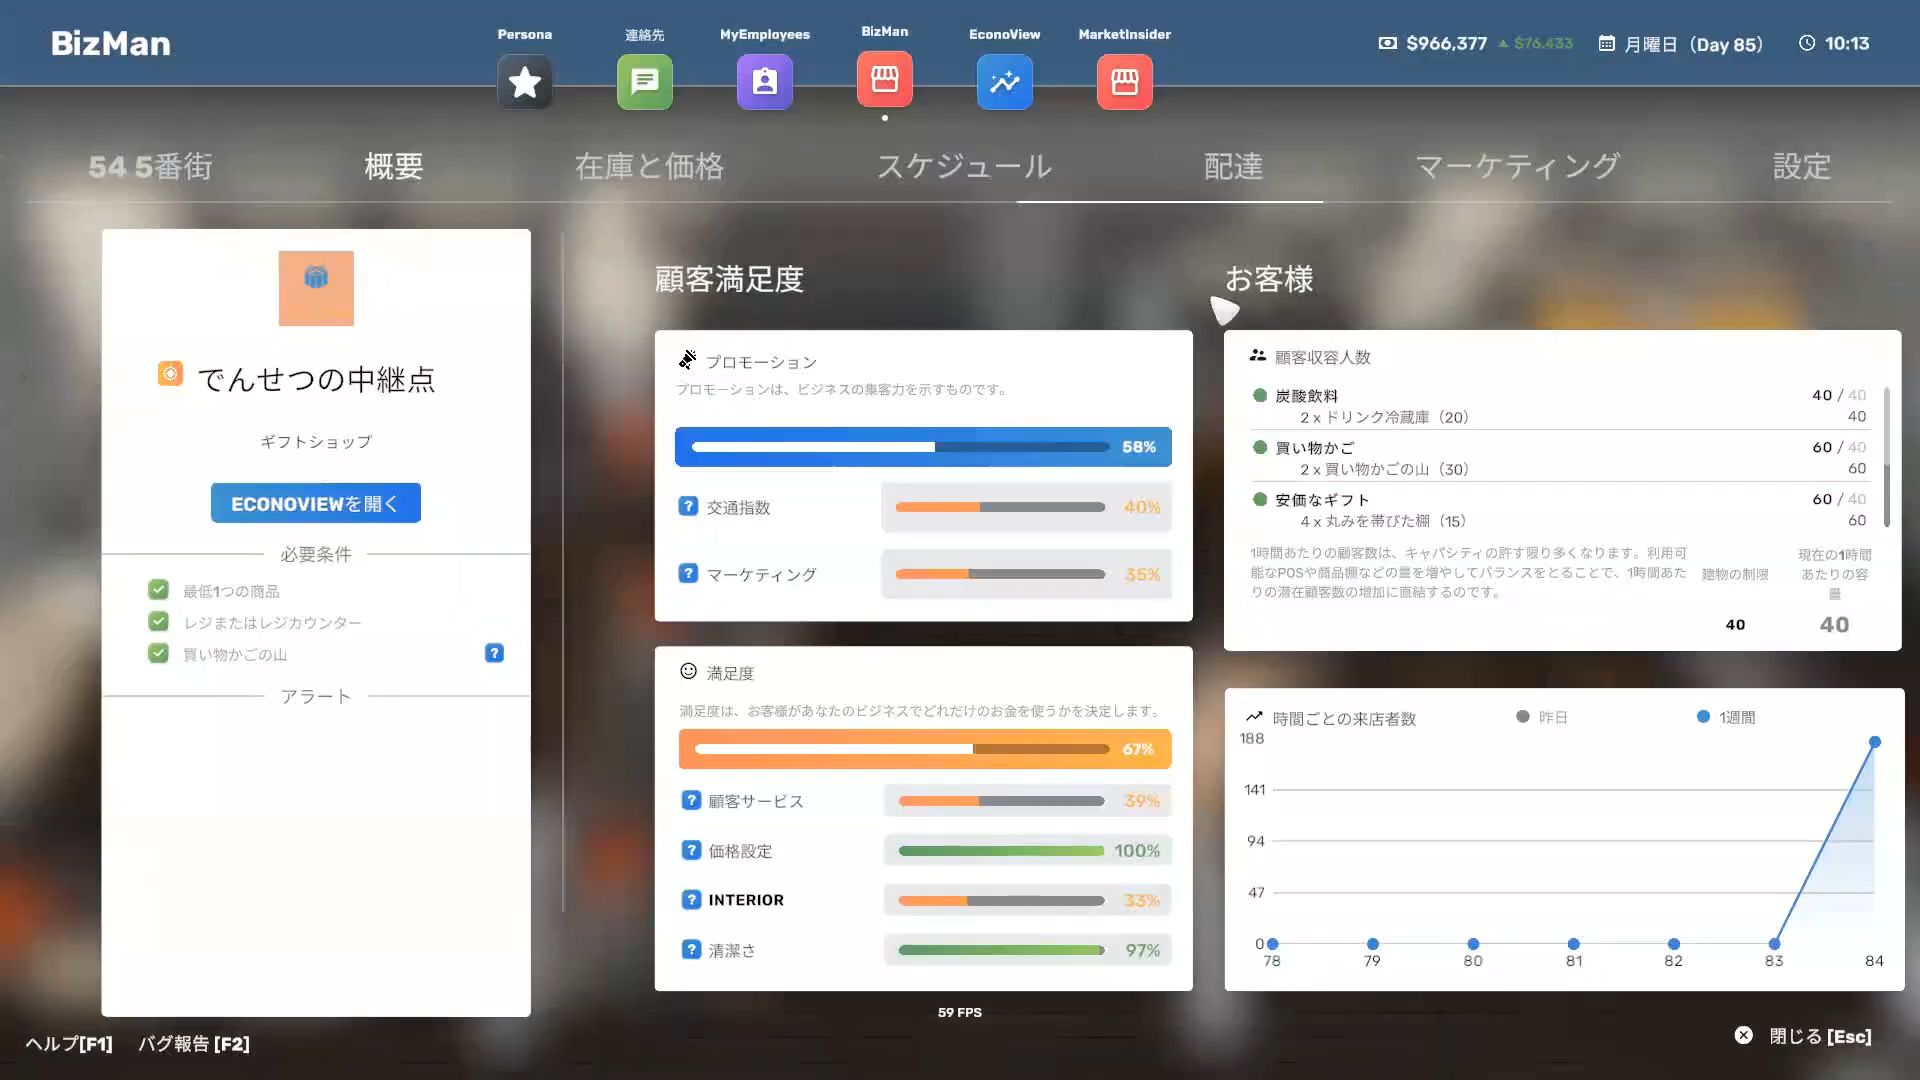 BizMan
Persona
連絡先
MyEmployees
BizMan
EconoView
MarketInsider
$966,377
$76,433
月曜日 (Day 85)
10:13
54 5番街
概要
在庫と価格
スケジュール
配達
マーケティング
設定
でんせつの中継点
ギフトショップ
ECONOVIEWを開く
必要条件
最低1つの商品
レジまたはレジカウンター
買い物かごの山
?
アラート
顧客満足度
プロモーション
プロモーションは、ビジネスの集客力を示すものです。
58%
? 交通指数 40%
? マーケティング 35%
満足度
満足度は、お客様があなたのビジネスでどれだけのお金を使うかを決定します。
67%
? 顧客サービス 39%
? 価格設定 100%
? INTERIOR 33%
? 清潔さ 97%
お客様
顧客収容人数
炭酸飲料 40 / 40
2 x ドリンク冷蔵庫 (20) 40
買い物かご 60 / 40
2 x 買い物かごの山 (30) 60
安価なギフト 60 / 40
4 x 丸みを帯びた棚 (15) 60
1時間あたりの顧客数は、キャパシティの許す限り多くなります。利用可
能なPOSや商品棚などの量を増やしてバランスをとることで、1時間あた
りの潜在顧客数の増加に直結するのです。
建物の制限
40
現在の1時間
あたりの容
量
40
時間ごとの来店者数
昨日
1週間
188
141
94
47
0
78 79 80 81 82 83 84
59 FPS
ヘルプ[F1]
バグ報告 [F2]
閉じる [Esc]